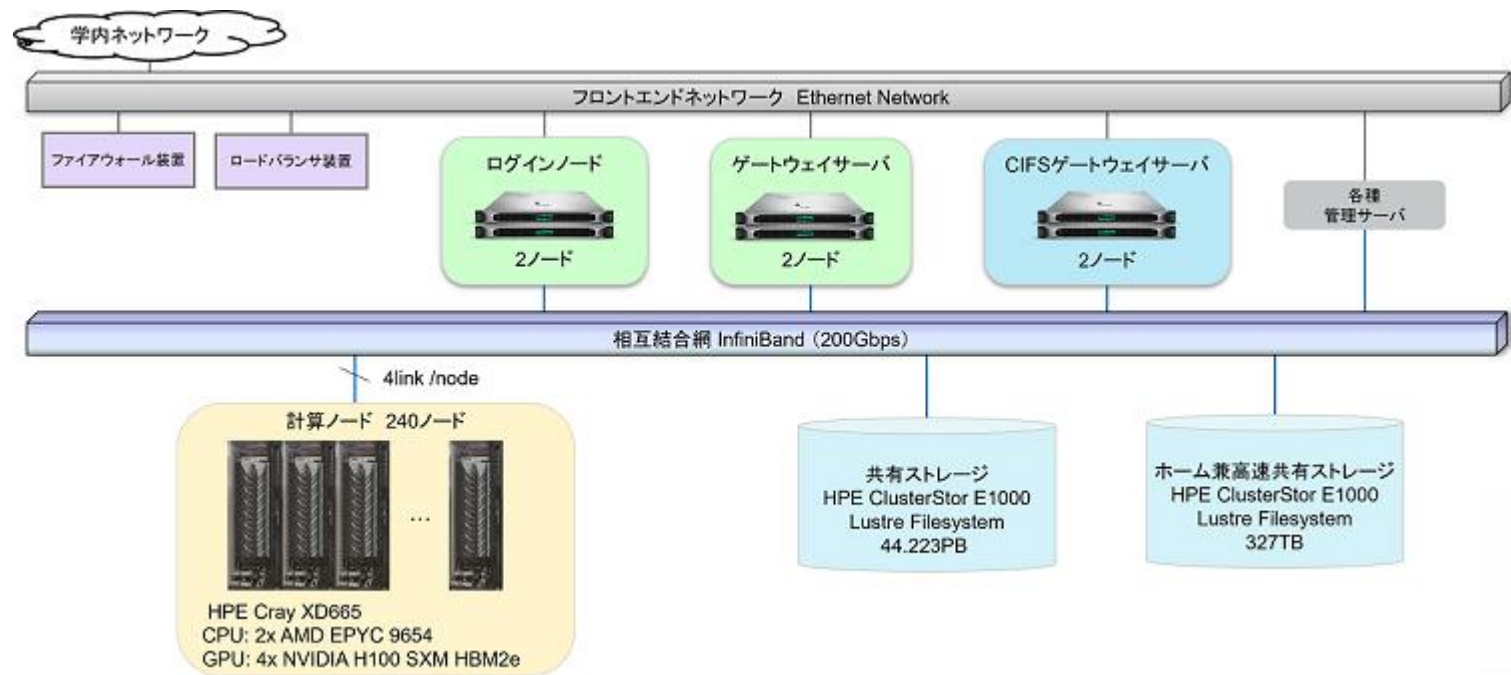 学内ネットワーク
フロントエンドネットワーク Ethernet Network
ファイアウォール装置
ロードバランサ装置
ログインノード
2ノード
ゲートウェイサーバ
2ノード
CIFSゲートウェイサーバ
2ノード
各種
管理サーバ
相互結合網 InfiniBand（200Gbps）
4link /node
計算ノード 240ノード
…
HPE Cray XD665
CPU: 2x AMD EPYC 9654
GPU: 4x NVIDIA H100 SXM HBM2e
共有ストレージ
HPE ClusterStor E1000
Lustre Filesystem
44.223PB
ホーム兼高速共有ストレージ
HPE ClusterStor E1000
Lustre Filesystem
327TB